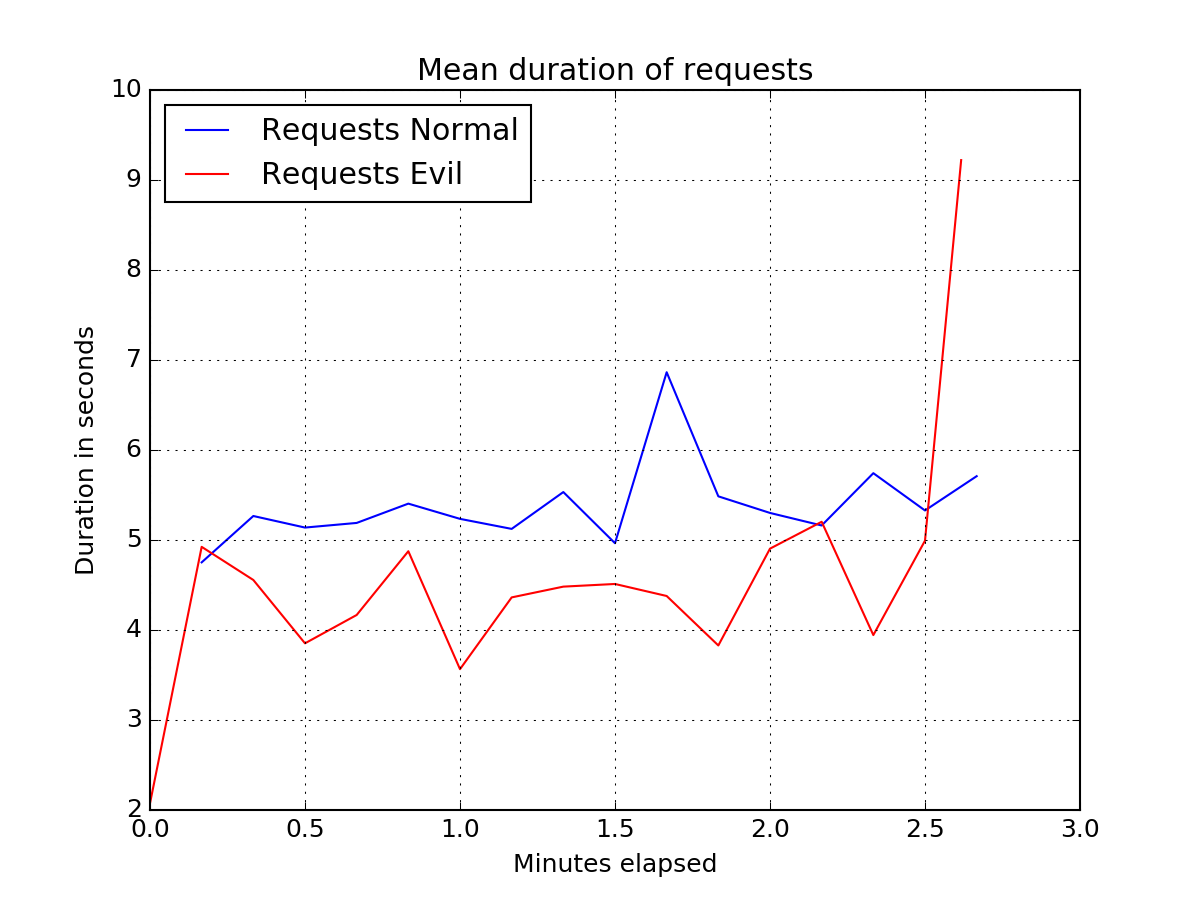 Mean duration of requests
10
Requests Normal
Requests Evil
9
8
7
6
5
4
3
2
Duration in seconds
0.0 0.5 1.0 1.5 2.0 2.5 3.0
Minutes elapsed